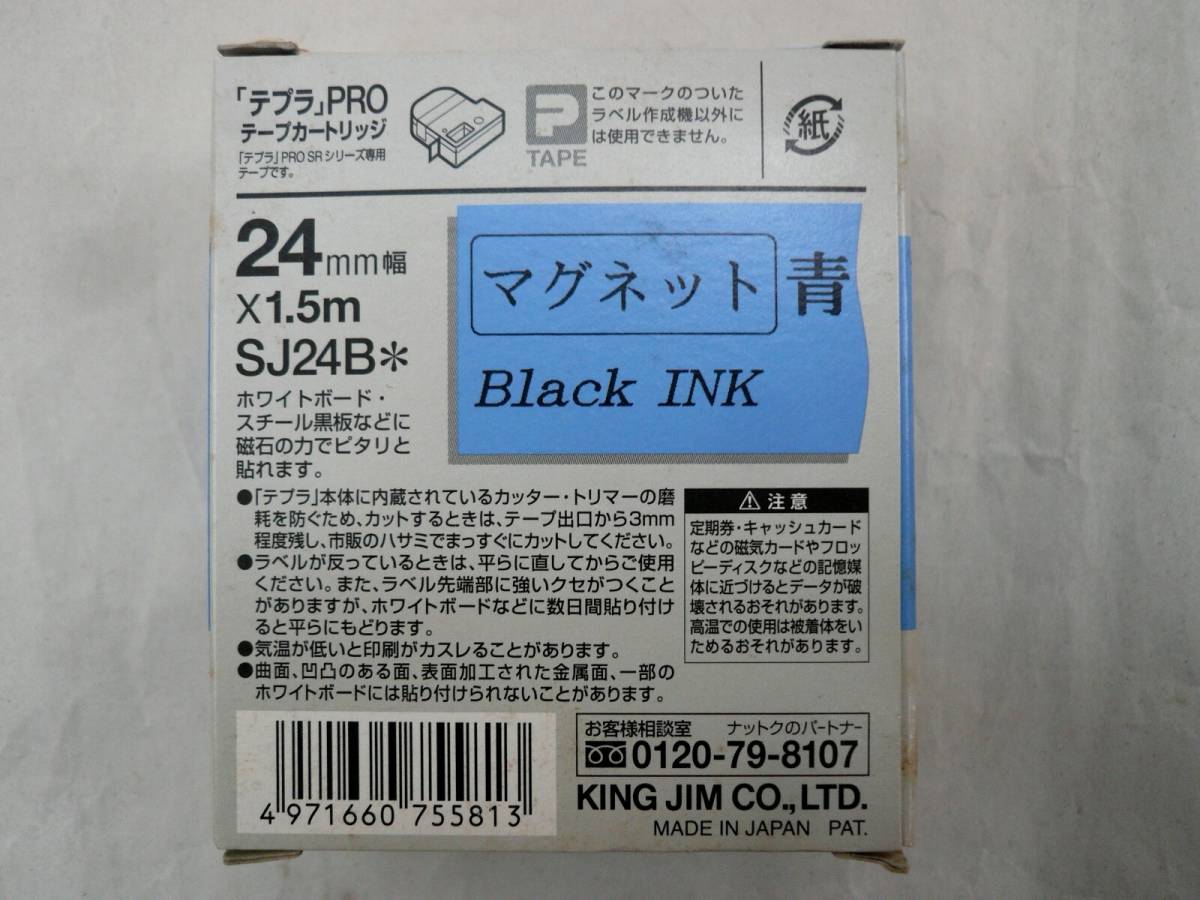 「テプラ」PRO
テープカートリッジ
「テプラ」PRO SRシリーズ専用
テープです。
TAPE
このマークのついた
ラベル作成機以外に
は使用できません。
紙
24mm幅
X1.5m
SJ24B*
ホワイトボード・
スチール黒板などに
磁石の力でピタリと
貼れます。
マグネット 青
Black INK
●「テプラ」本体に内蔵されているカッター・トリマーの磨
耗を防ぐため、カットするときは、テープ出口から3mm
程度残し、市販のハサミでまっすぐにカットしてください。
●ラベルが反っているときは、平らに直してからご使用
ください。また、ラベル先端部に強いクセがつくこと
がありますが、ホワイトボードなどに数日間貼り付け
ると平らにもどります。
●気温が低いと印刷がカスレることがあります。
●曲面、凹凸のある面、表面加工された金属面、一部の
ホワイトボードには貼り付けられないことがあります。
⚠注意
定期券・キャッシュカード
などの磁気カードやフロッ
ピーディスクなどの記憶媒
体に近づけるとデータが破
壊されるおそれがあります。
高温での使用は被着体をい
ためるおそれがあります。
4 971660 755813
お客様相談室 ナットクのパートナー
0120-79-8107
KING JIM CO.,LTD.
MADE IN JAPAN PAT.